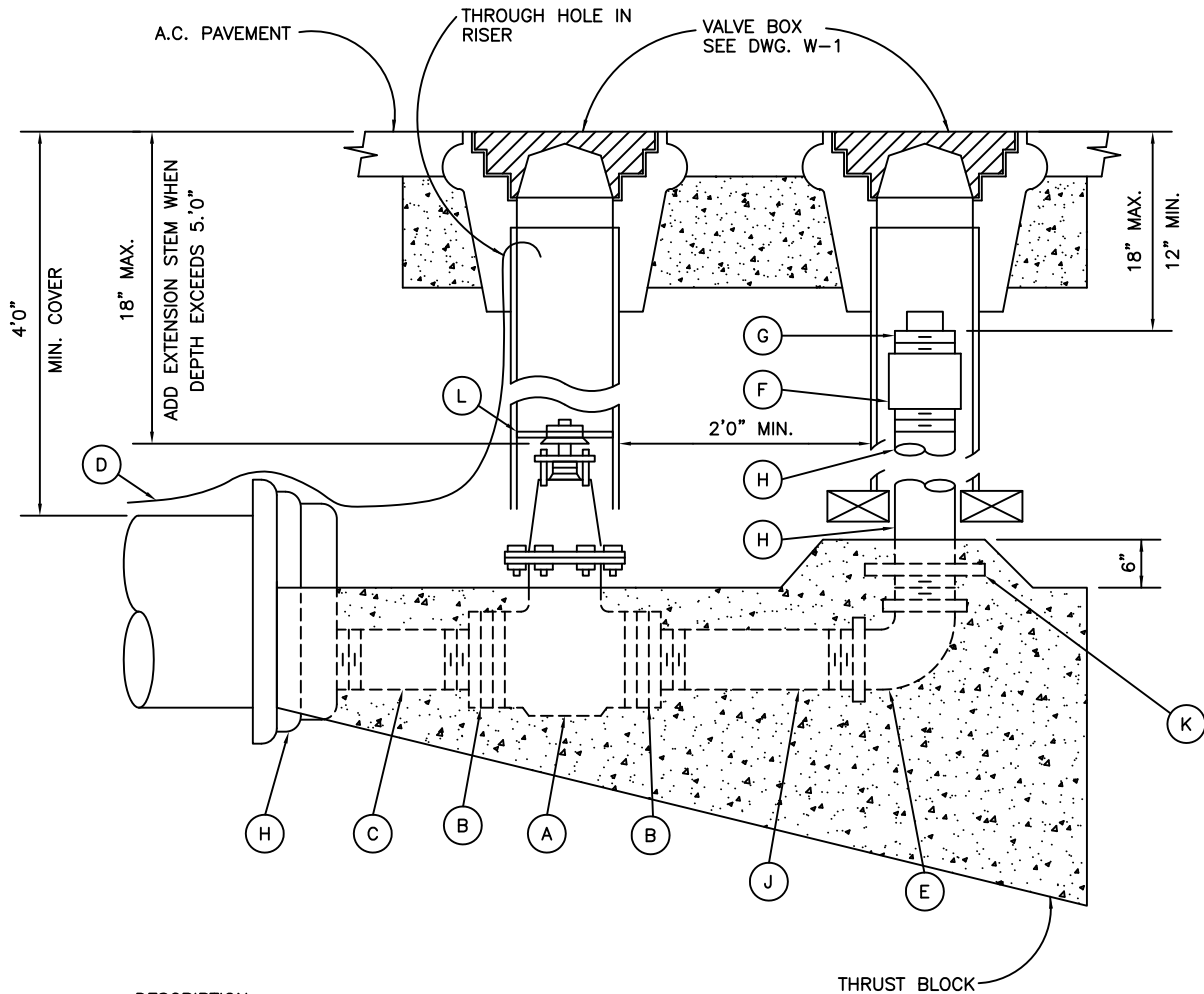 A.C. PAVEMENT
THROUGH HOLE IN
RISER
VALVE BOX
SEE DWG. W-1
4'0"
MIN. COVER
18" MAX.
ADD EXTENSION STEM WHEN
DEPTH EXCEEDS 5.'0"
18" MAX.
12" MIN.
G
F
L
2'0" MIN.
D
H
H
6"
K
H
C
B
A
B
J
E
THRUST BLOCK